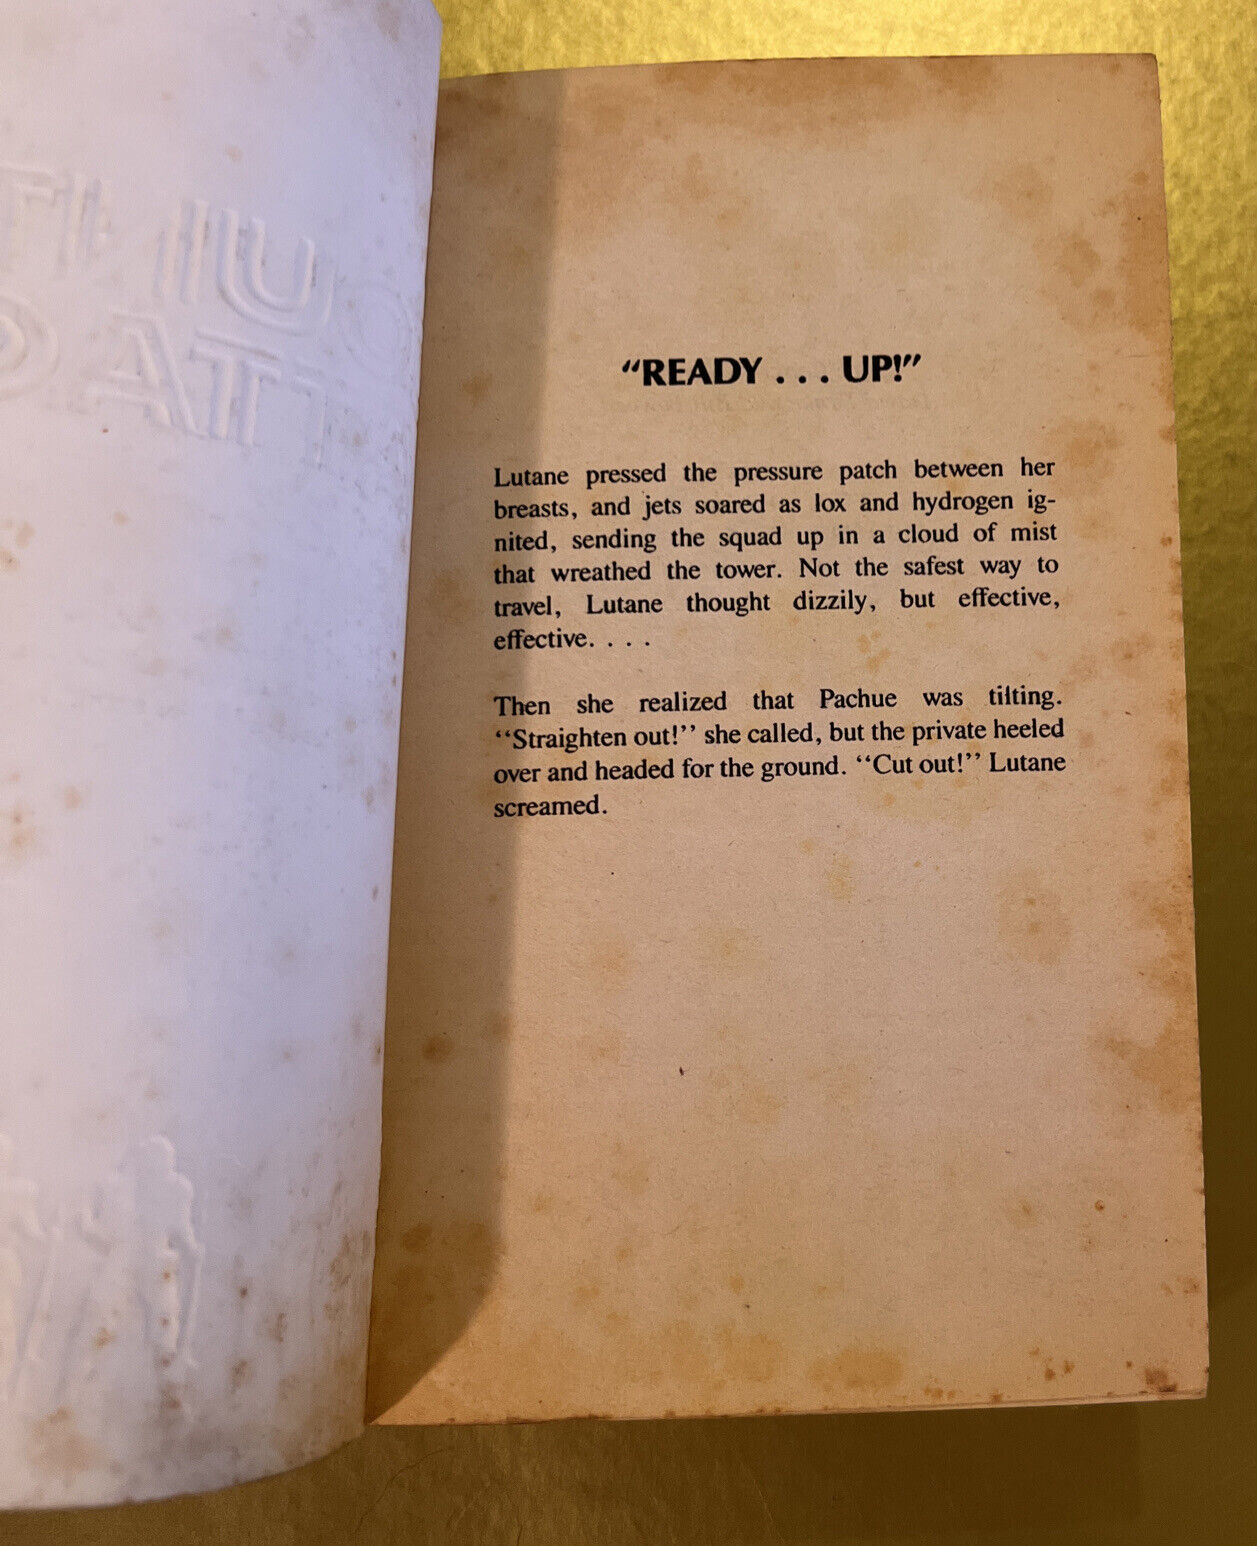 “READY . . . UP!”
Lutane pressed the pressure patch between her
breasts, and jets soared as lox and hydrogen ig-
nited, sending the squad up in a cloud of mist
that wreathed the tower. Not the safest way to
travel, Lutane thought dizzily, but effective,
effective. . . .
Then she realized that Pachue was tilting.
‘‘Straighten out!’’ she called, but the private heeled
over and headed for the ground. ‘‘Cut out!’’ Lutane
screamed.